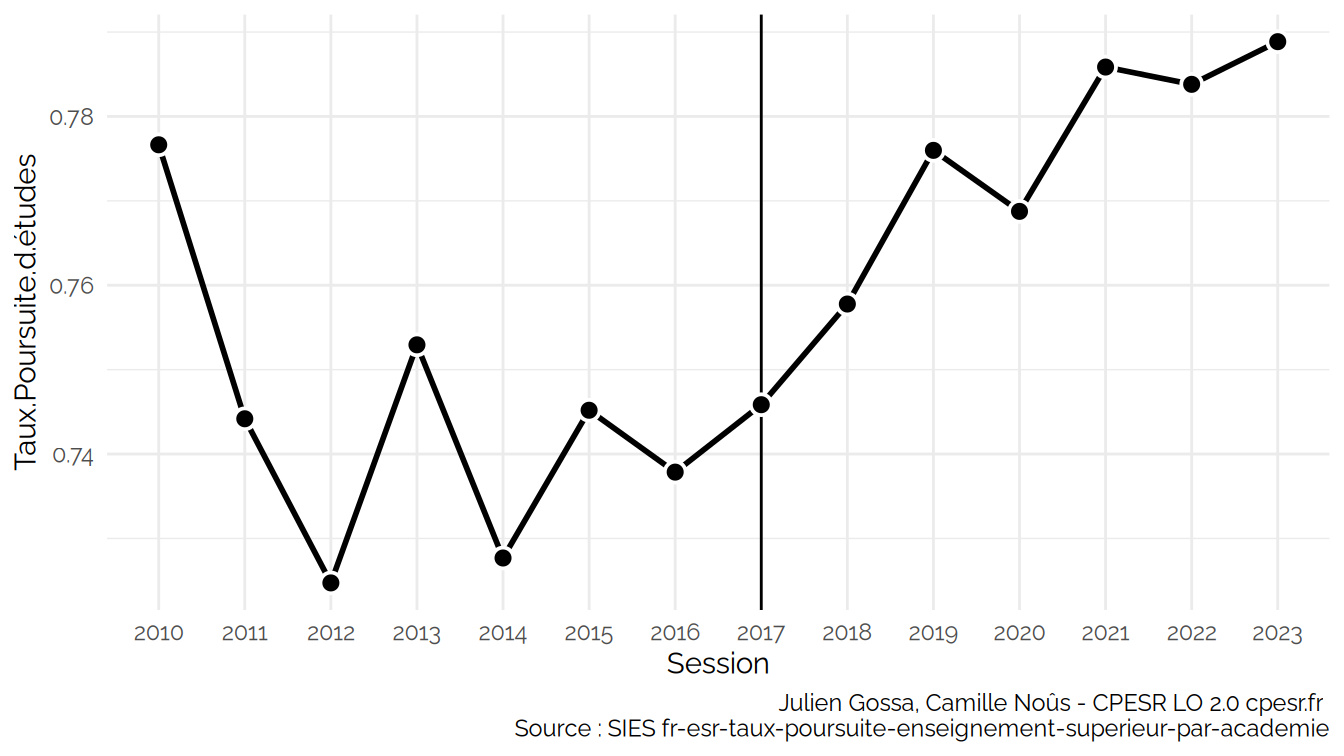 Taux.Poursuite.d.études
0.78
0.76
0.74
2010 2011 2012 2013 2014 2015 2016 2017 2018 2019 2020 2021 2022 2023
Session
Julien Gossa, Camille Noûs - CPESR LO 2.0 cpesr.fr
Source : SIES fr-esr-taux-poursuite-enseignement-superieur-par-academie